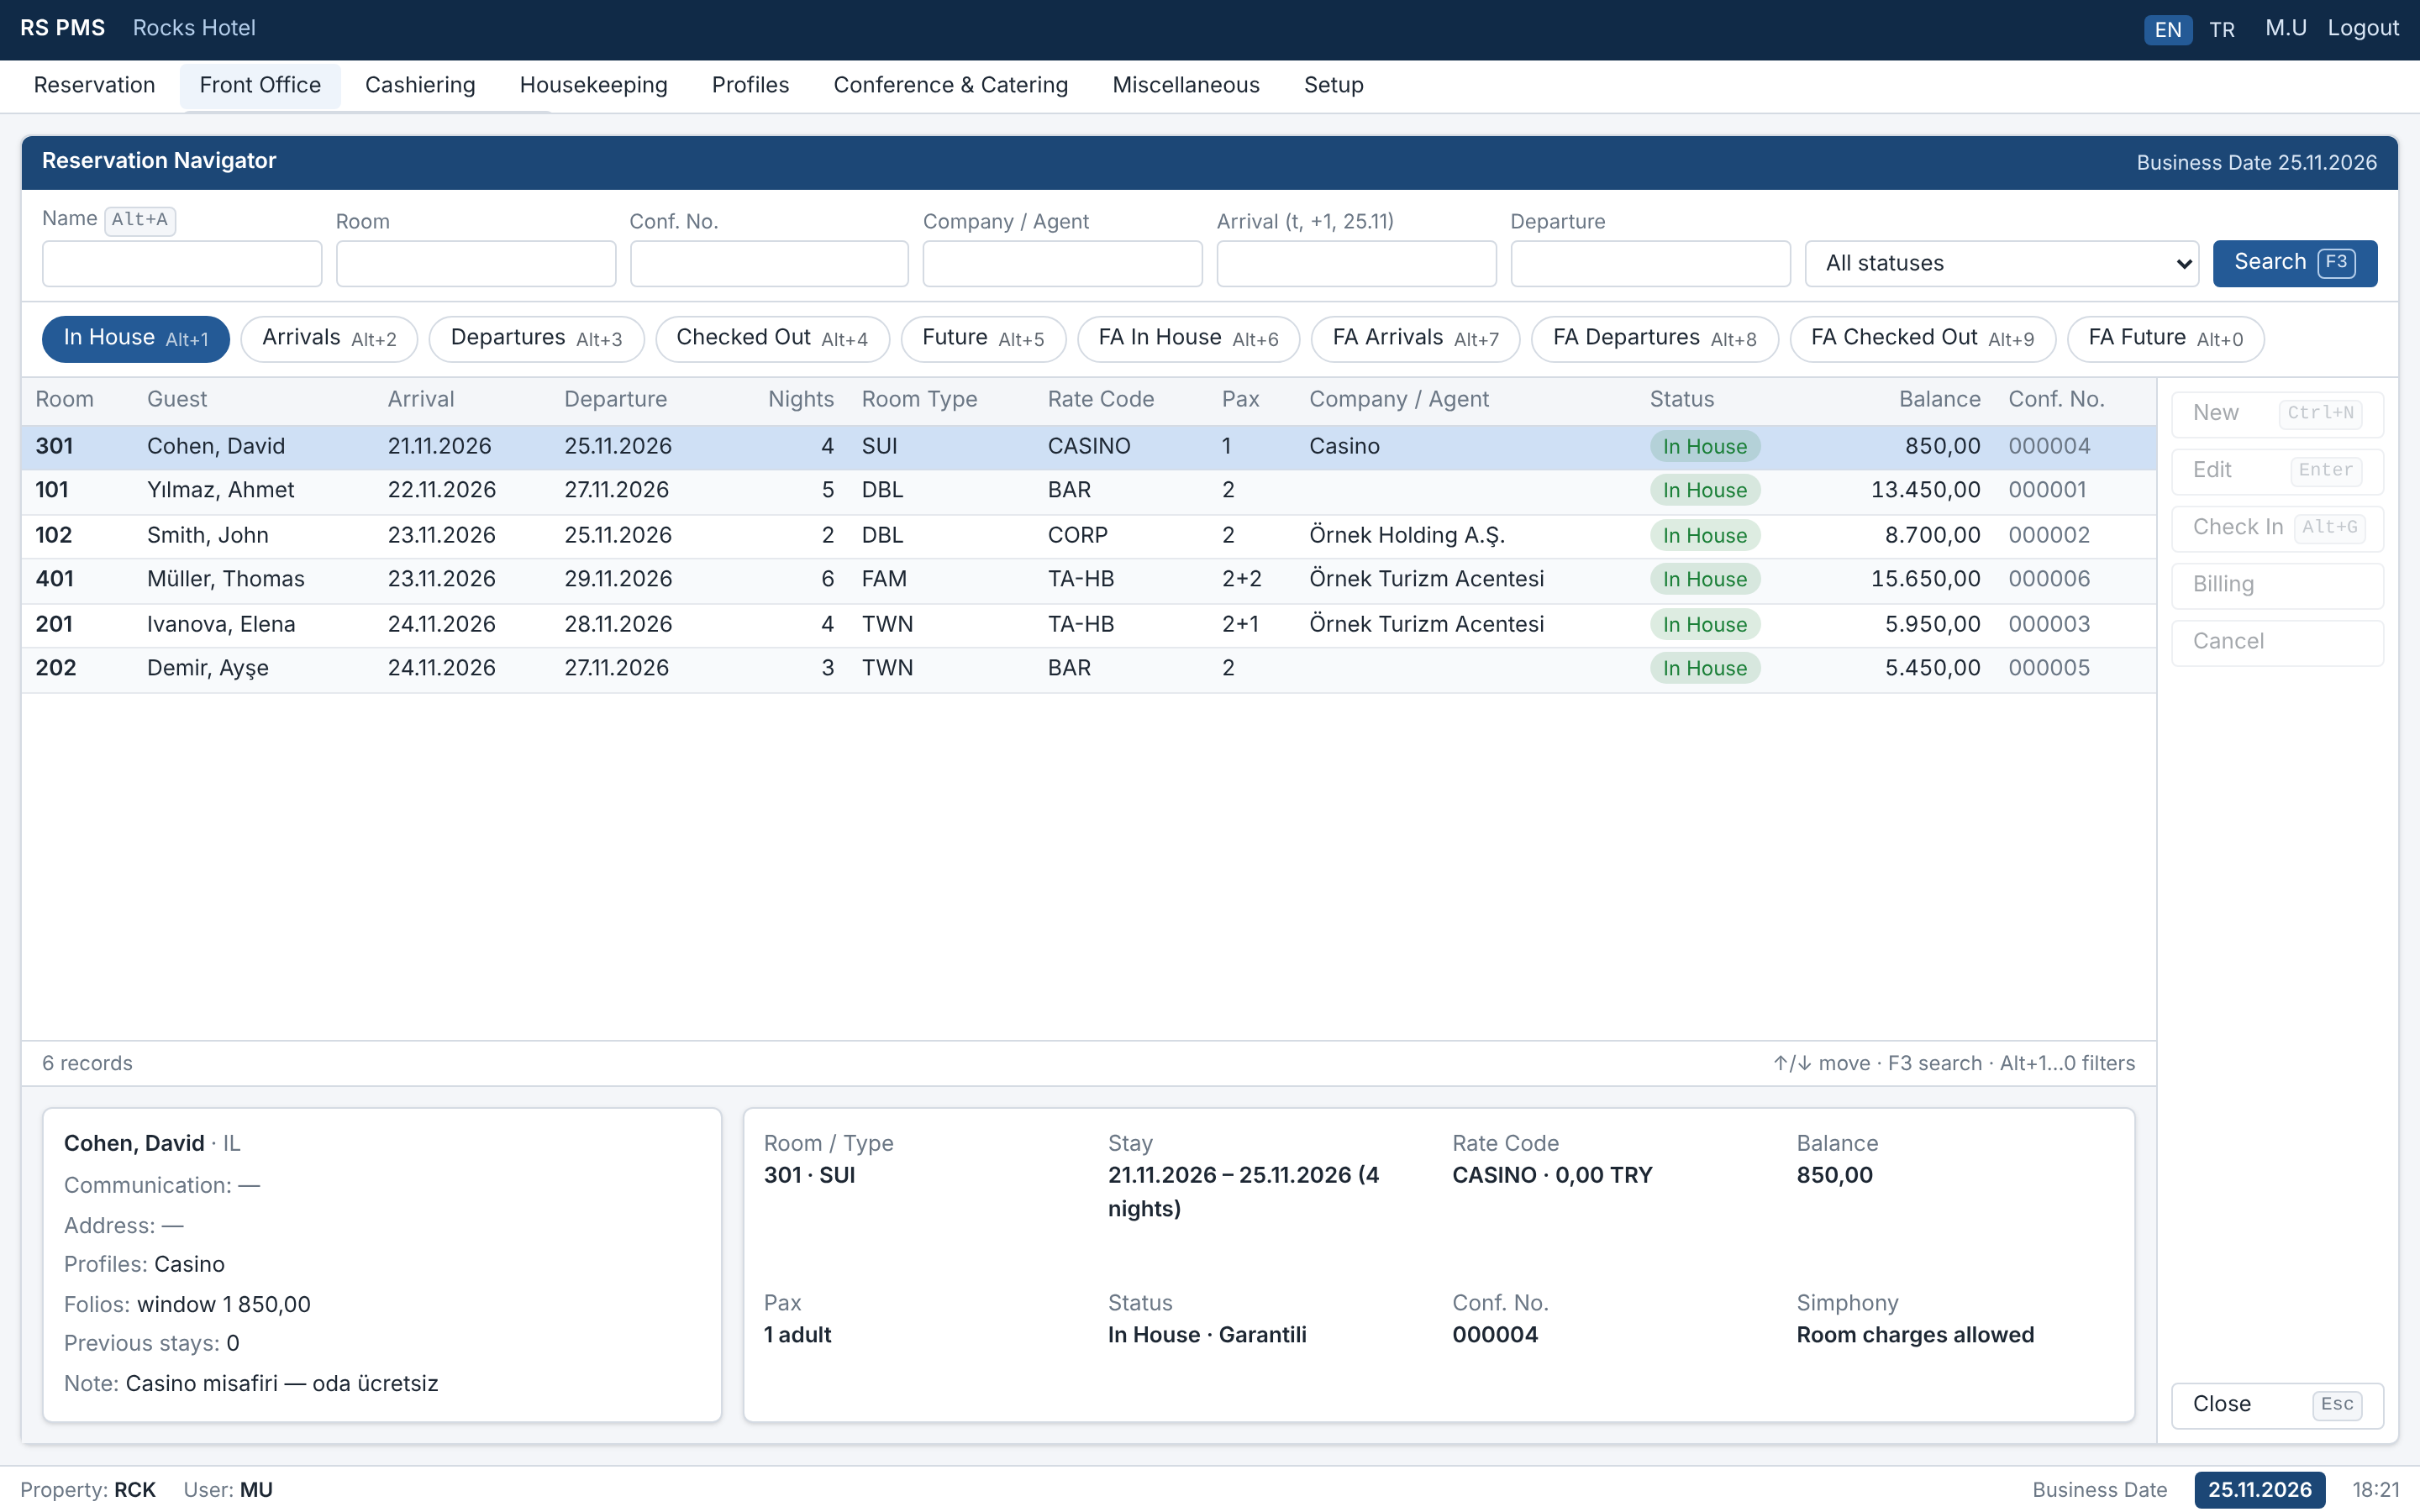 RS PMS Rocks Hotel EN TR M.U Logout
Reservation Front Office Cashiering Housekeeping Profiles Conference & Catering Miscellaneous Setup
Reservation Navigator Business Date 25.11.2026
Name Alt+A Room Conf. No. Company / Agent Arrival (t, +1, 25.11) Departure
All statuses Search F3
In House Alt+1 Arrivals Alt+2 Departures Alt+3 Checked Out Alt+4 Future Alt+5 FA In House Alt+6 FA Arrivals Alt+7 FA Departures Alt+8 FA Checked Out Alt+9 FA Future Alt+0
Room Guest Arrival Departure Nights Room Type Rate Code Pax Company / Agent Status Balance Conf. No.
301 Cohen, David 21.11.2026 25.11.2026 4 SUI CASINO 1 Casino In House 850,00 000004
101 Yılmaz, Ahmet 22.11.2026 27.11.2026 5 DBL BAR 2 In House 13.450,00 000001
102 Smith, John 23.11.2026 25.11.2026 2 DBL CORP 2 Örnek Holding A.Ş. In House 8.700,00 000002
401 Müller, Thomas 23.11.2026 29.11.2026 6 FAM TA-HB 2+2 Örnek Turizm Acentesi In House 15.650,00 000006
201 Ivanova, Elena 24.11.2026 28.11.2026 4 TWN TA-HB 2+1 Örnek Turizm Acentesi In House 5.950,00 000003
202 Demir, Ayşe 24.11.2026 27.11.2026 3 TWN BAR 2 In House 5.450,00 000005
New Ctrl+N
Edit Enter
Check In Alt+G
Billing
Cancel
6 records ↑/↓ move · F3 search · Alt+1…0 filters
Cohen, David · IL
Communication: —
Address: —
Profiles: Casino
Folios: window 1 850,00
Previous stays: 0
Note: Casino misafiri — oda ücretsiz
Room / Type Stay Rate Code Balance
301 · SUI 21.11.2026 – 25.11.2026 (4 CASINO · 0,00 TRY 850,00
nights)
Pax Status Conf. No. Simphony
1 adult In House · Garantili 000004 Room charges allowed
Close Esc
Property: RCK User: MU Business Date 25.11.2026 18:21